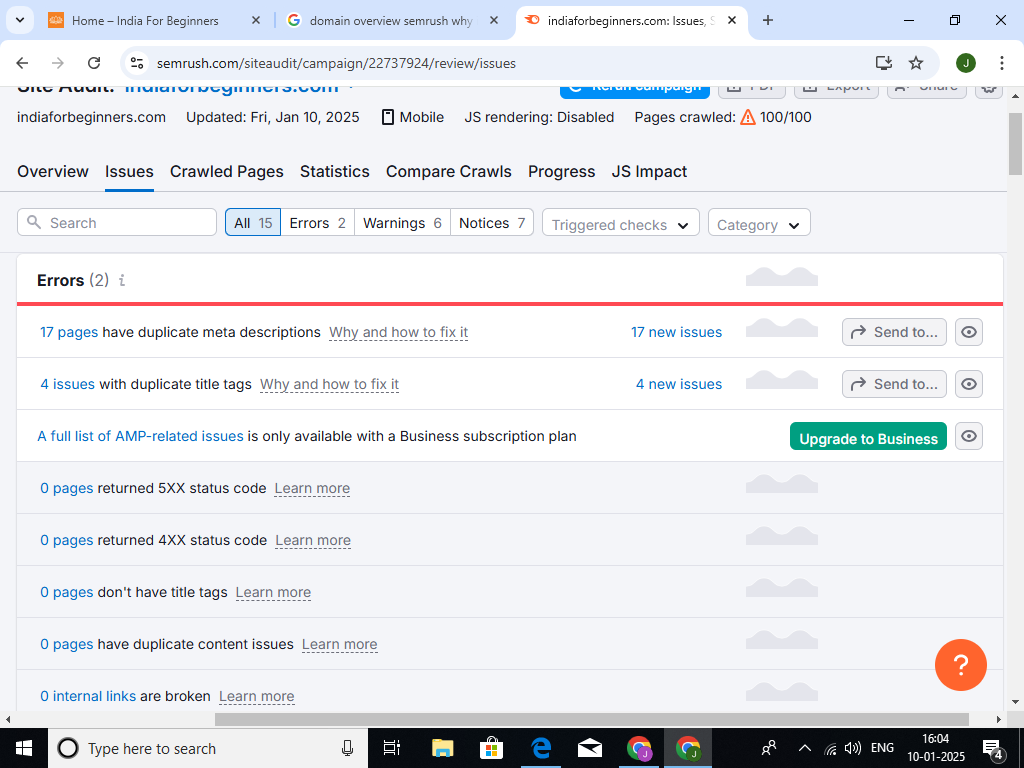 Home – India For Beginners
domain overview semrush why
indiaforbeginners.com: Issues, S
semrush.com/siteaudit/campaign/22737924/review/issues
J
Site Audit: indiaforbeginners.com
Rerun campaign
PDF
Export
Share
indiaforbeginners.com Updated: Fri, Jan 10, 2025 Mobile JS rendering: Disabled Pages crawled: 100/100
Overview Issues Crawled Pages Statistics Compare Crawls Progress JS Impact
Search
All 15 Errors 2 Warnings 6 Notices 7
Triggered checks
Category
Errors (2) i
17 pages have duplicate meta descriptions Why and how to fix it 17 new issues Send to...
4 issues with duplicate title tags Why and how to fix it 4 new issues Send to...
A full list of AMP-related issues is only available with a Business subscription plan Upgrade to Business
0 pages returned 5XX status code Learn more
0 pages returned 4XX status code Learn more
0 pages don't have title tags Learn more
0 pages have duplicate content issues Learn more
?
0 internal links are broken Learn more
Type here to search
J
J
ENG
16:04
10-01-2025
4